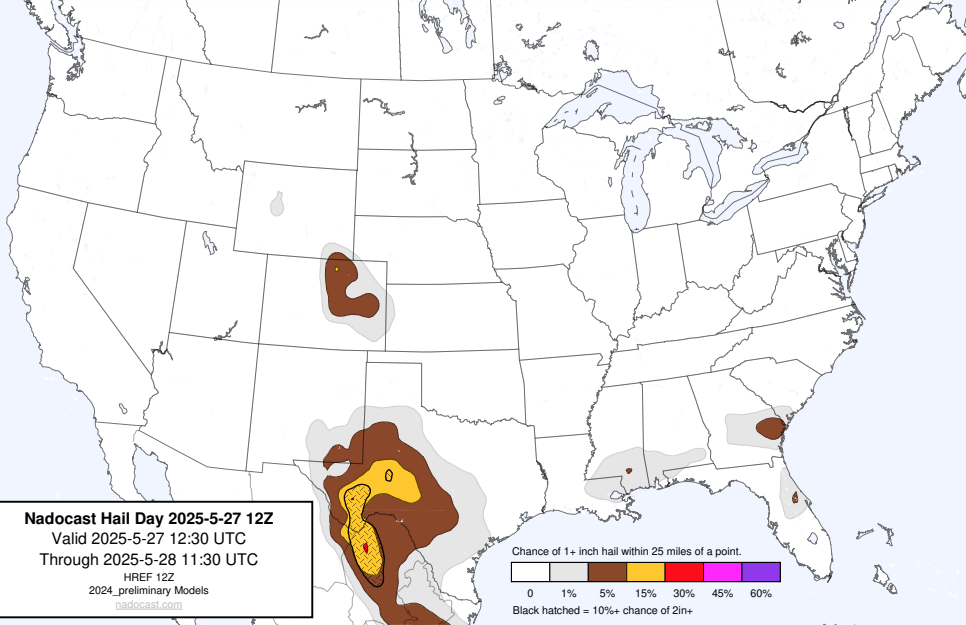 Nadocast Hail Day 2025-5-27 12Z
Valid 2025-5-27 12:30 UTC
Through 2025-5-28 11:30 UTC
HREF 12Z
2024_preliminary Models
nadocast.com
Chance of 1+ inch hail within 25 miles of a point.
0 1% 5% 15% 30% 45% 60%
Black hatched = 10%+ chance of 2in+